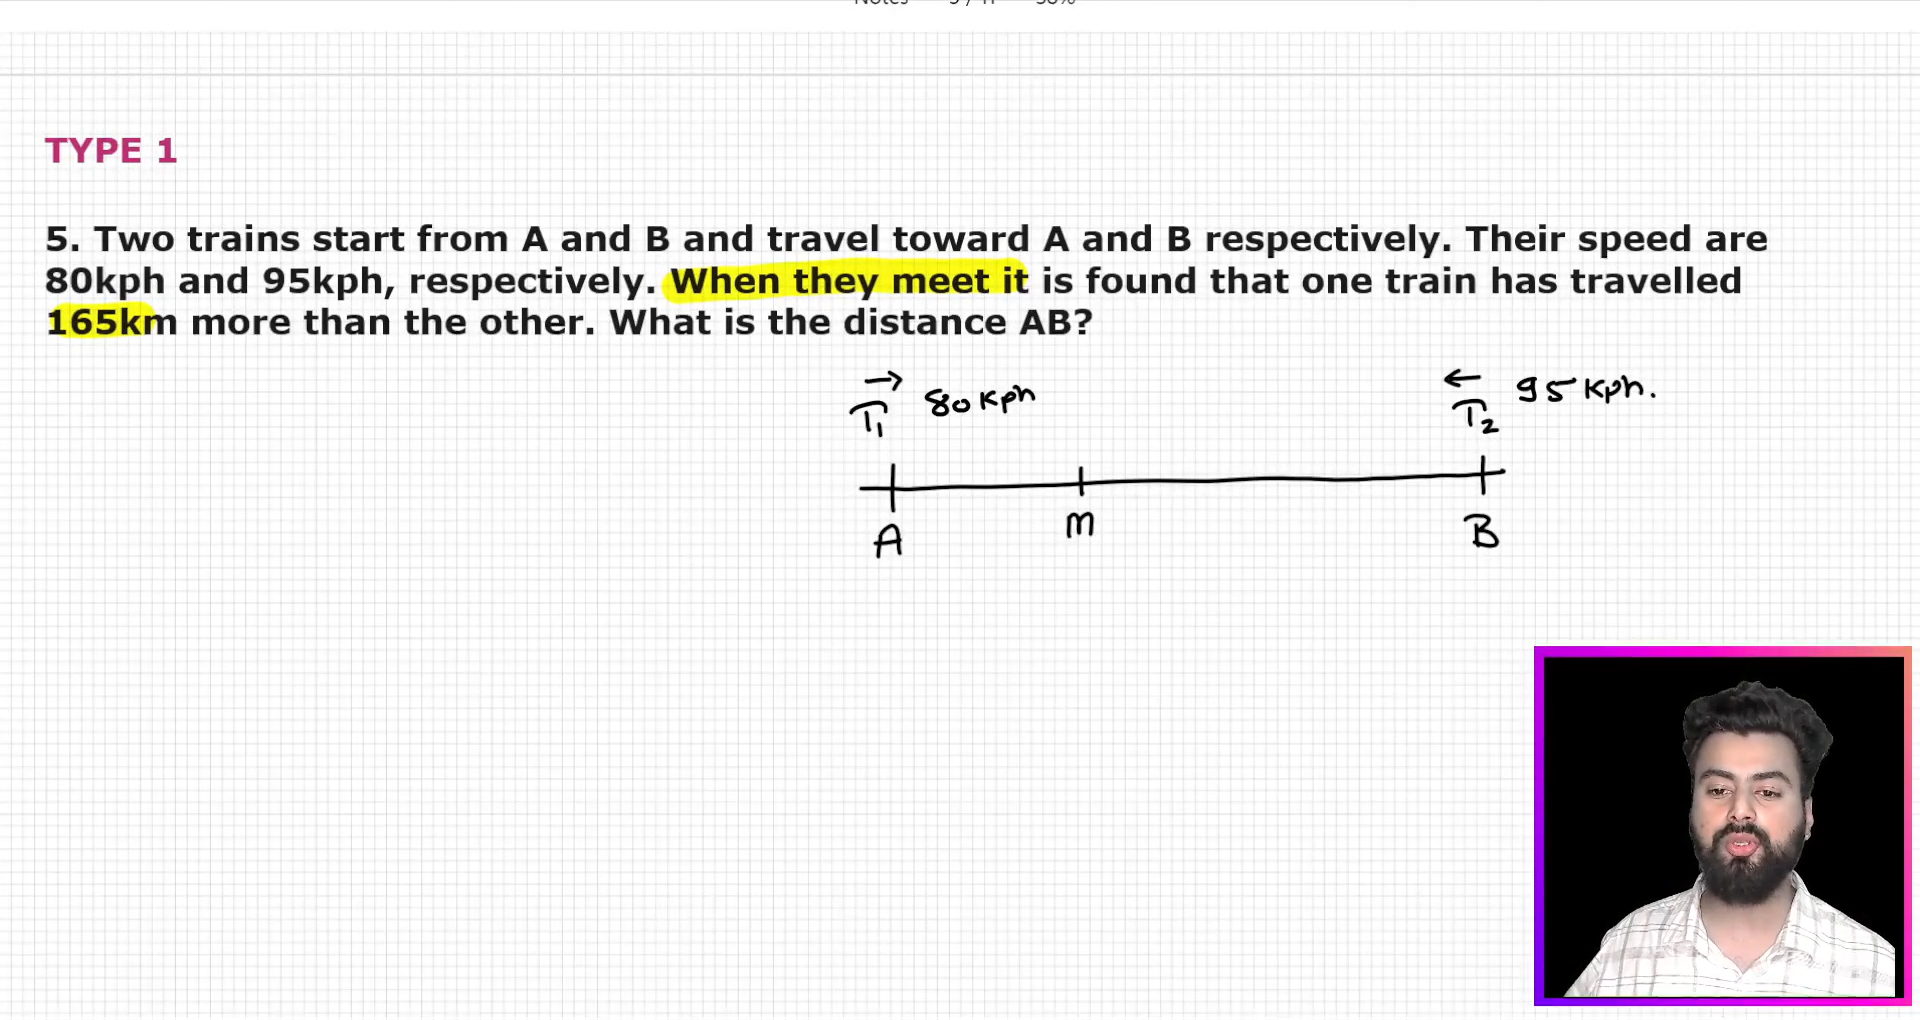 TYPE 1
5. Two trains start from A and B and travel toward A and B respectively. Their speed are
80kph and 95kph, respectively. When they meet it is found that one train has travelled
165km more than the other. What is the distance AB?
→ ←
T₁ 80 kph T₂ 95 kph.
A M B